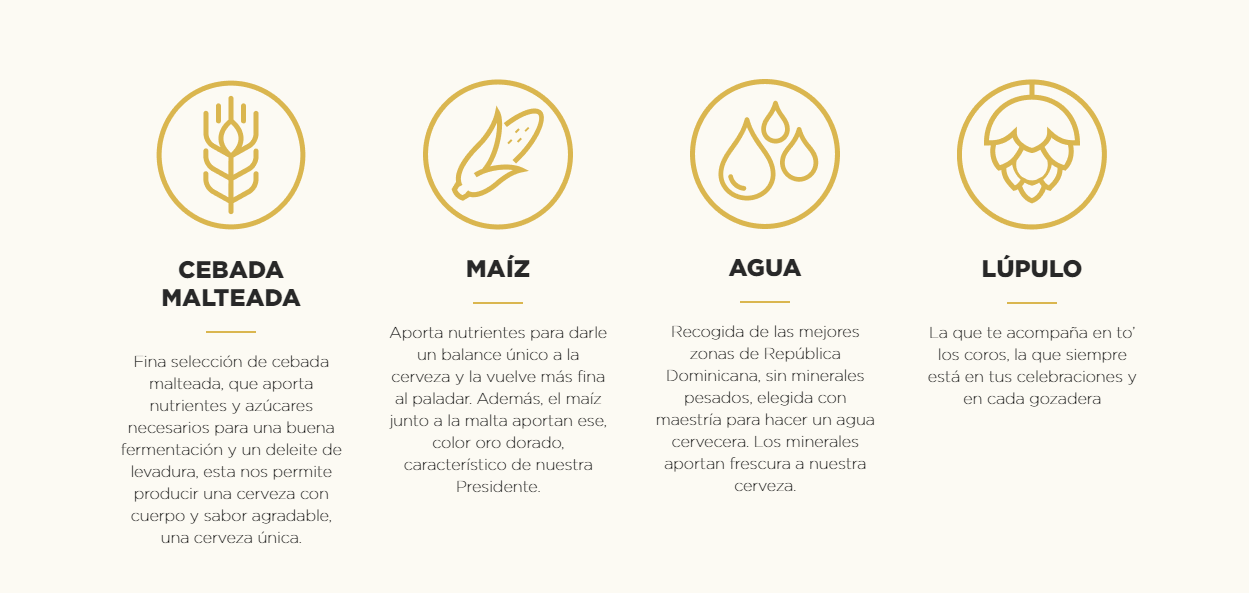 CEBADA
MALTEADA
Fina selección de cebada
malteada, que aporta
nutrientes y azúcares
necesarios para una buena
fermentación y un deleite de
levadura, esta nos permite
producir una cerveza con
cuerpo y sabor agradable,
una cerveza única.
MAÍZ
Aporta nutrientes para darle
un balance único a la
cerveza y la vuelve más fina
al paladar. Además, el maíz
junto a la malta aportan ese,
color oro dorado,
característico de nuestra
Presidente.
AGUA
Recogida de las mejores
zonas de República
Dominicana, sin minerales
pesados, elegida con
maestría para hacer un agua
cervecera. Los minerales
aportan frescura a nuestra
cerveza.
LÚPULO
La que te acompaña en to'
los coros, la que siempre
está en tus celebraciones y
en cada gozadera